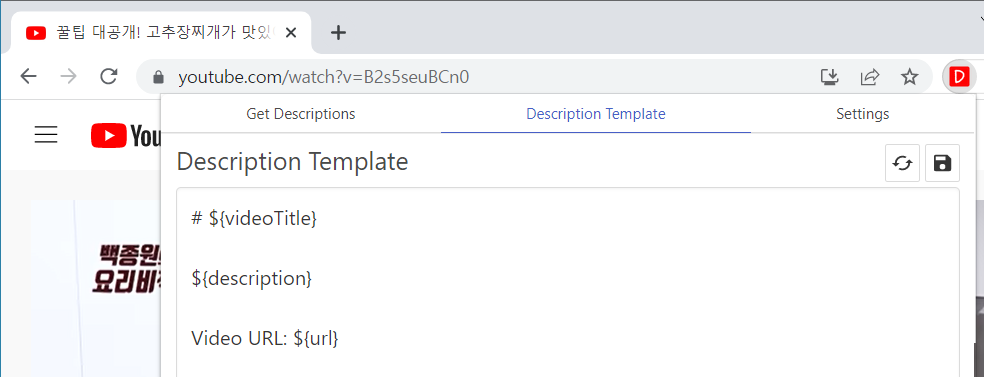 꿀팁 대공개! 고추장찌개가 맛있
youtube.com/watch?v=B2s5seuBCn0
D
Get Descriptions
Description Template
Settings
You
Description Template
# ${videoTitle}
백종원
요리비
${description}
Video URL: ${url}